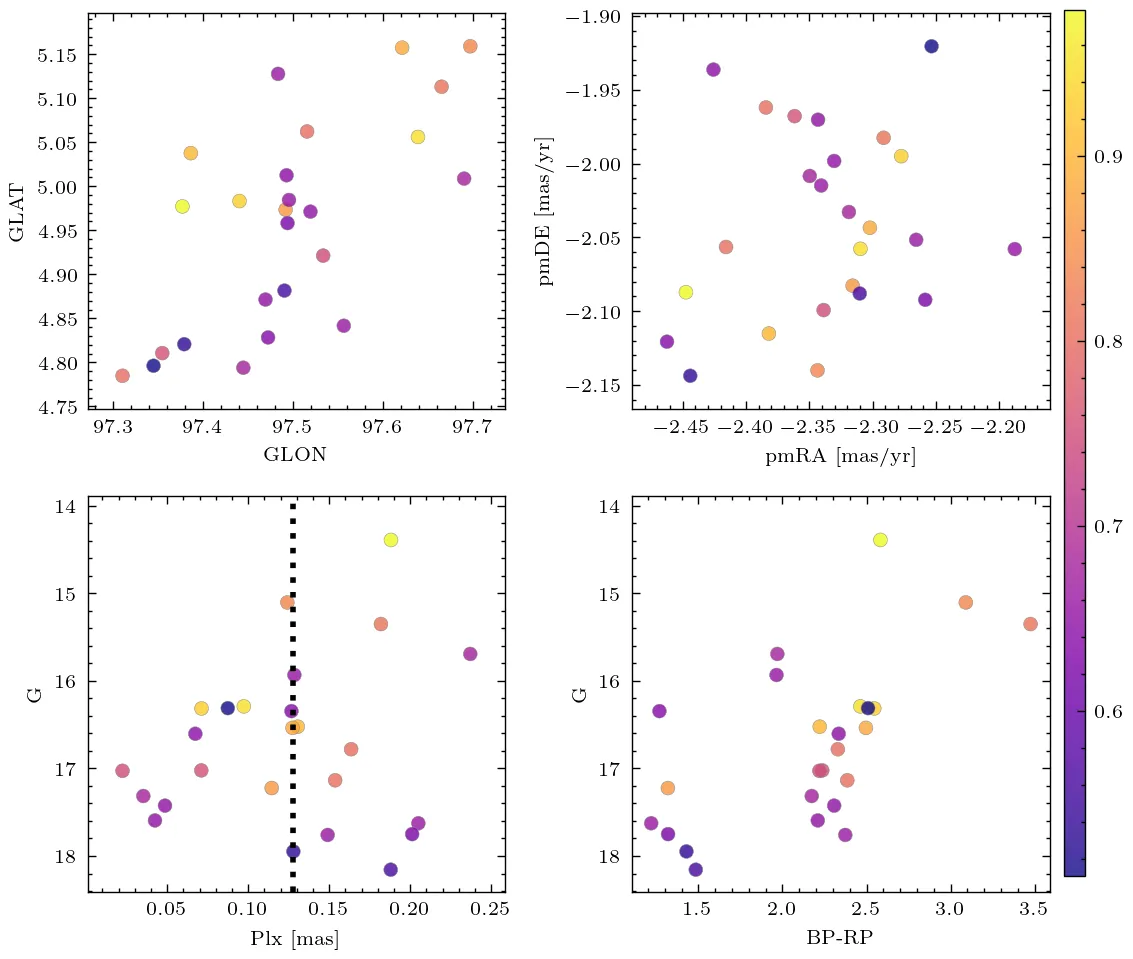 5.15
5.10
5.05
5.00
4.95
4.90
4.85
4.80
4.75
GLAT
97.3 97.4 97.5 97.6 97.7
GLON
−1.90
−1.95
−2.00
−2.05
−2.10
−2.15
pmDE [mas/yr]
−2.45 −2.40 −2.35 −2.30 −2.25 −2.20
pmRA [mas/yr]
0.9
0.8
0.7
0.6
14
15
16
17
18
G
0.05 0.10 0.15 0.20 0.25
Plx [mas]
14
15
16
17
18
G
1.5 2.0 2.5 3.0 3.5
BP-RP